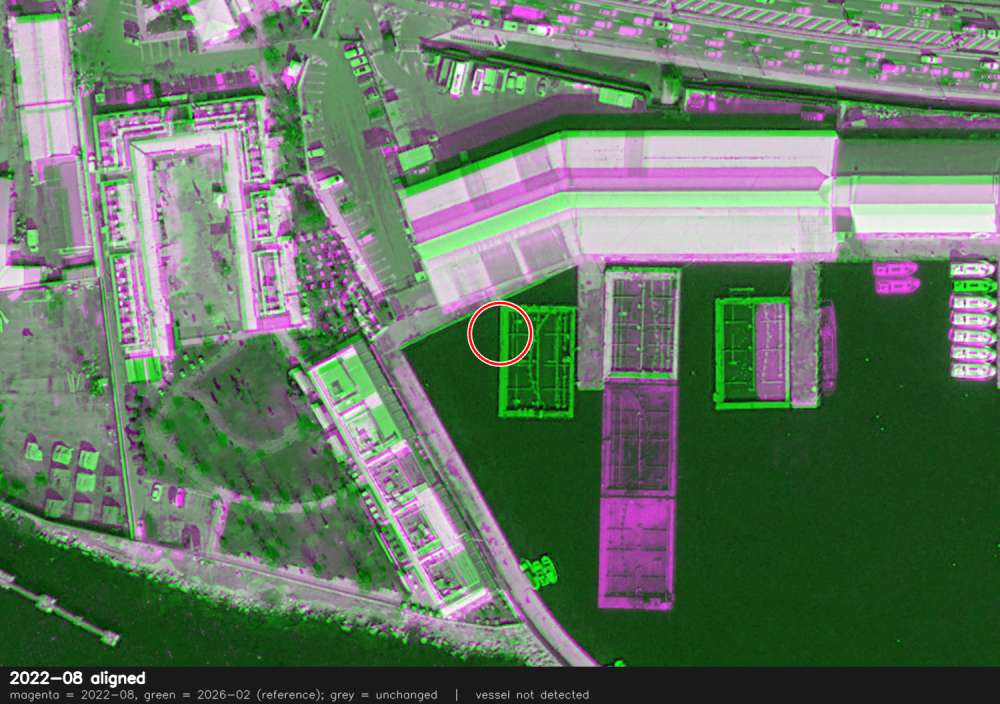 2022-08 aligned
magenta = 2022-08, green = 2026-02 (reference); grey = unchanged | vessel not detected